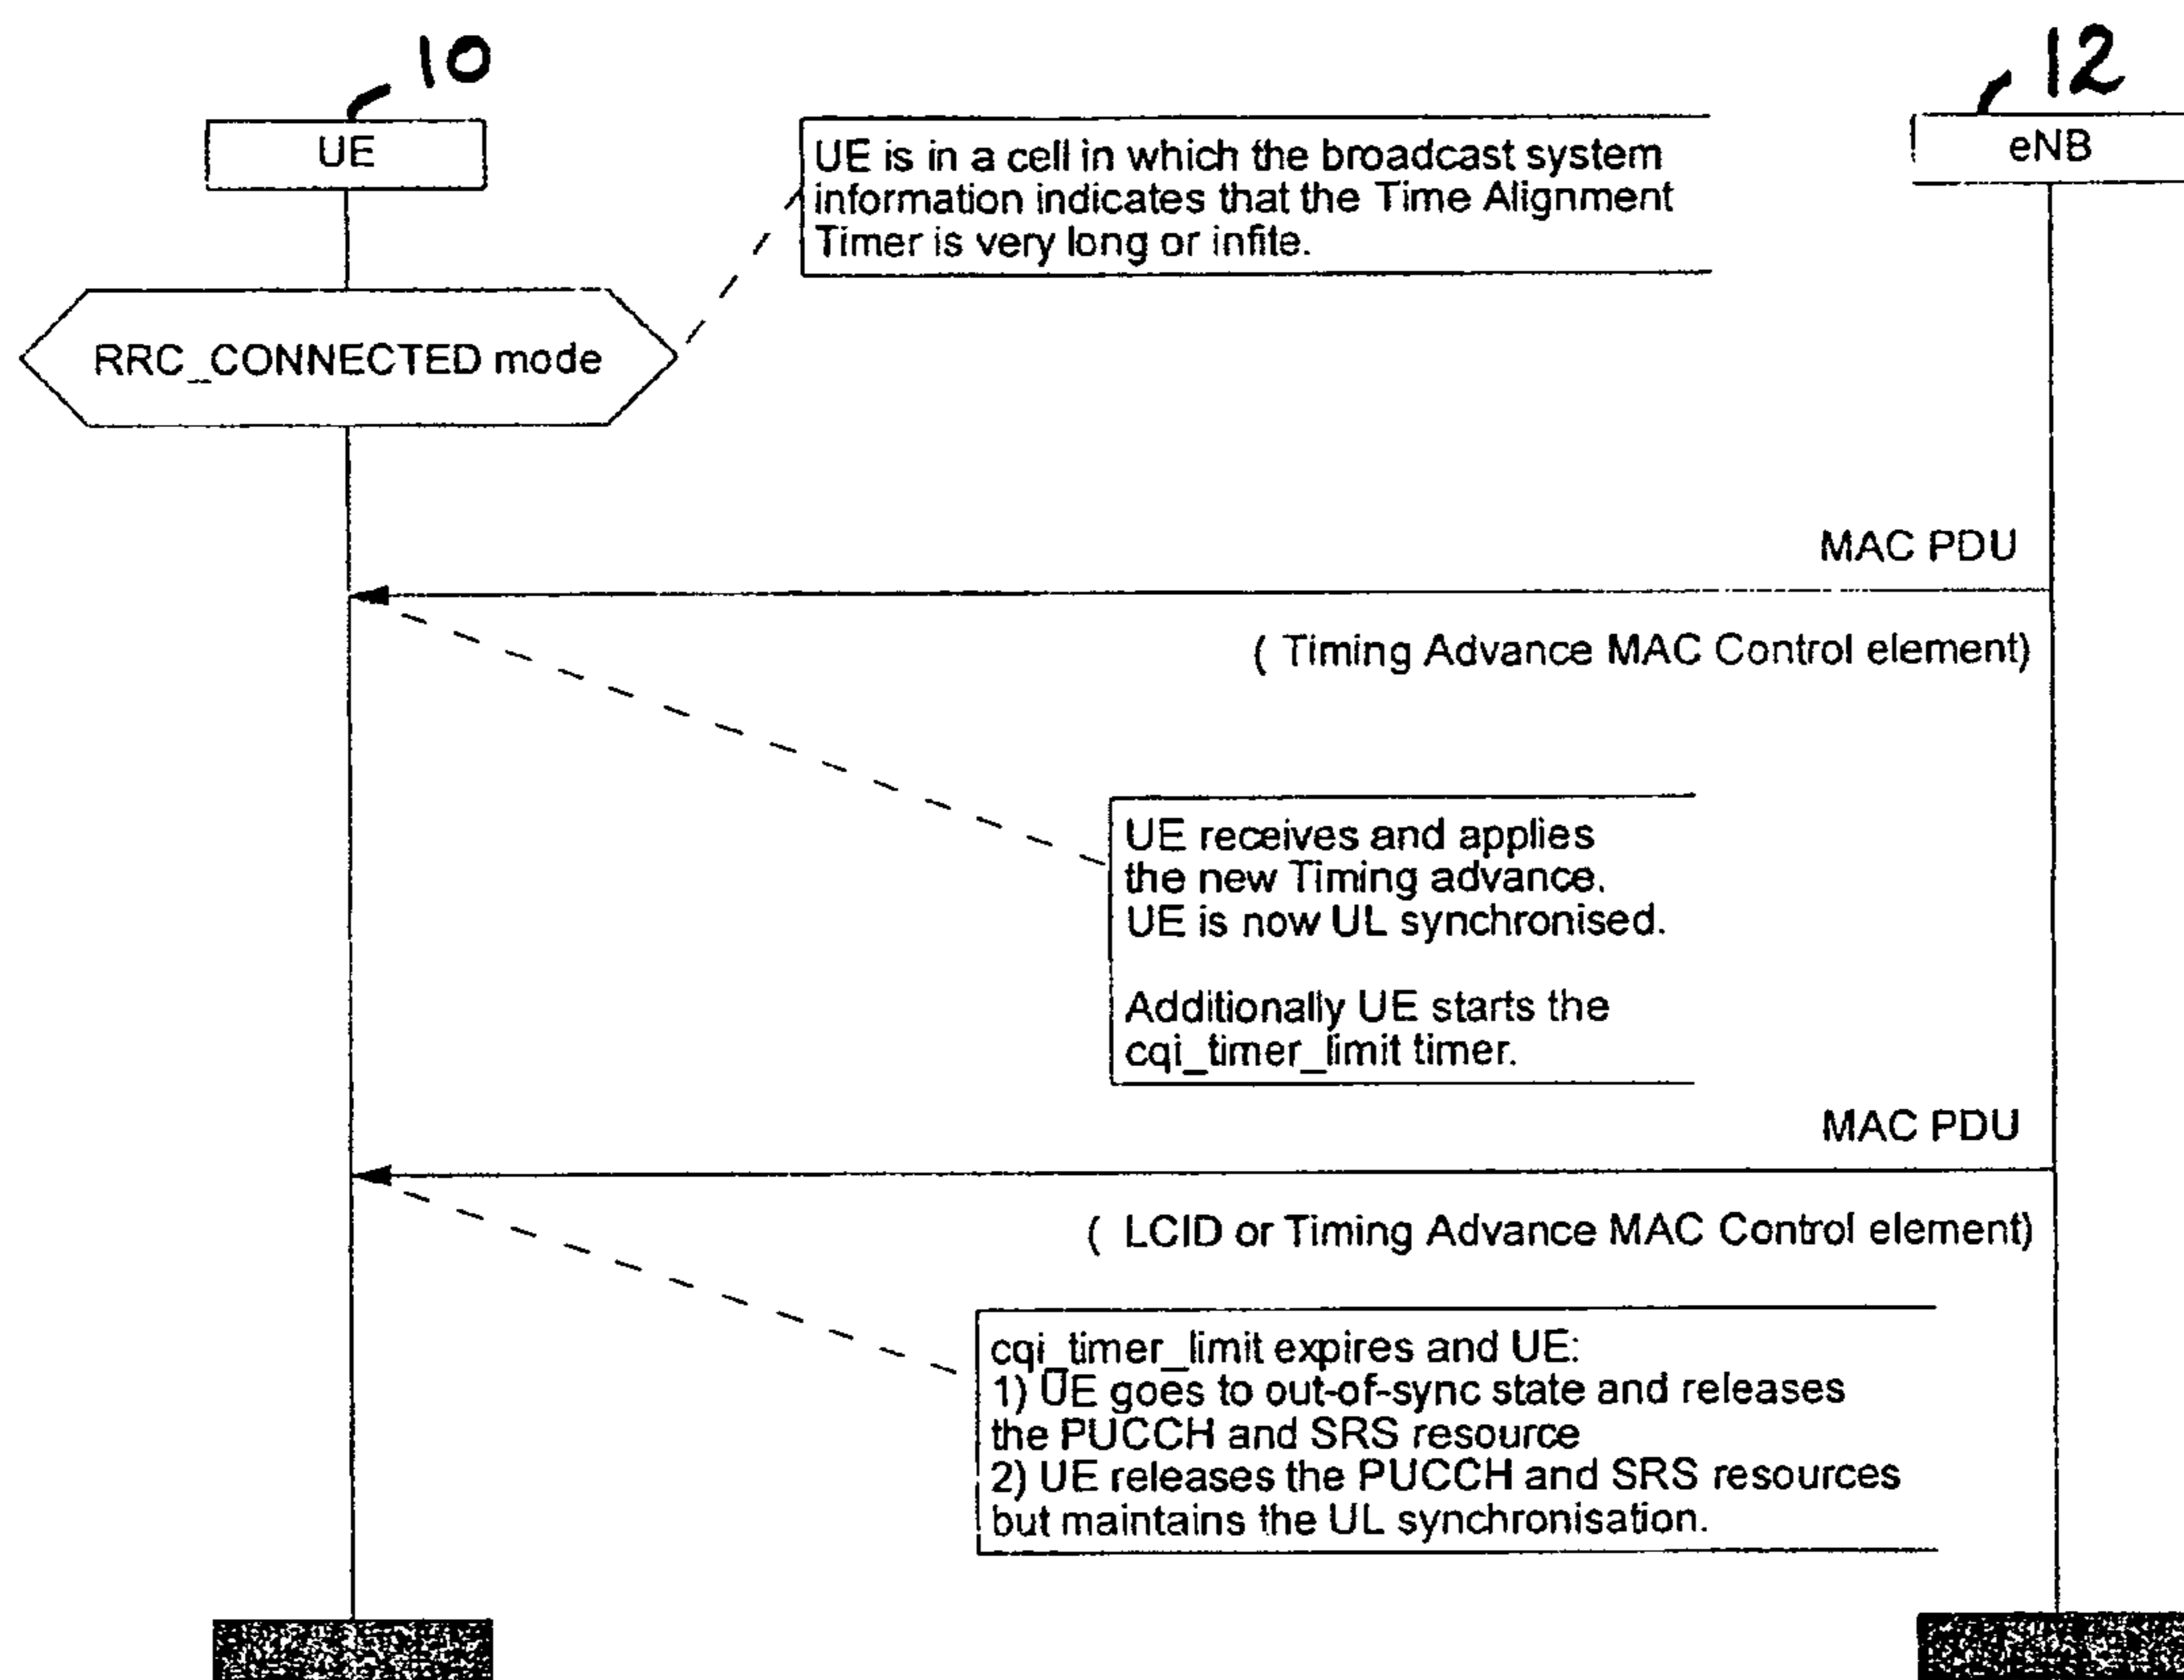 10
12
UE
eNB
UE is in a cell in which the broadcast system
information indicates that the Time Alignment
Timer is very long or infite.
RRC_CONNECTED mode
MAC PDU
( Timing Advance MAC Control element)
UE receives and applies
the new Timing advance.
UE is now UL synchronised.
Additionally UE starts the
cqi_timer_limit timer.
MAC PDU
( LCID or Timing Advance MAC Control element)
cqi_timer_limit expires and UE:
1) UE goes to out-of-sync state and releases
the PUCCH and SRS resource
2) UE releases the PUCCH and SRS resources
but maintains the UL synchronisation.